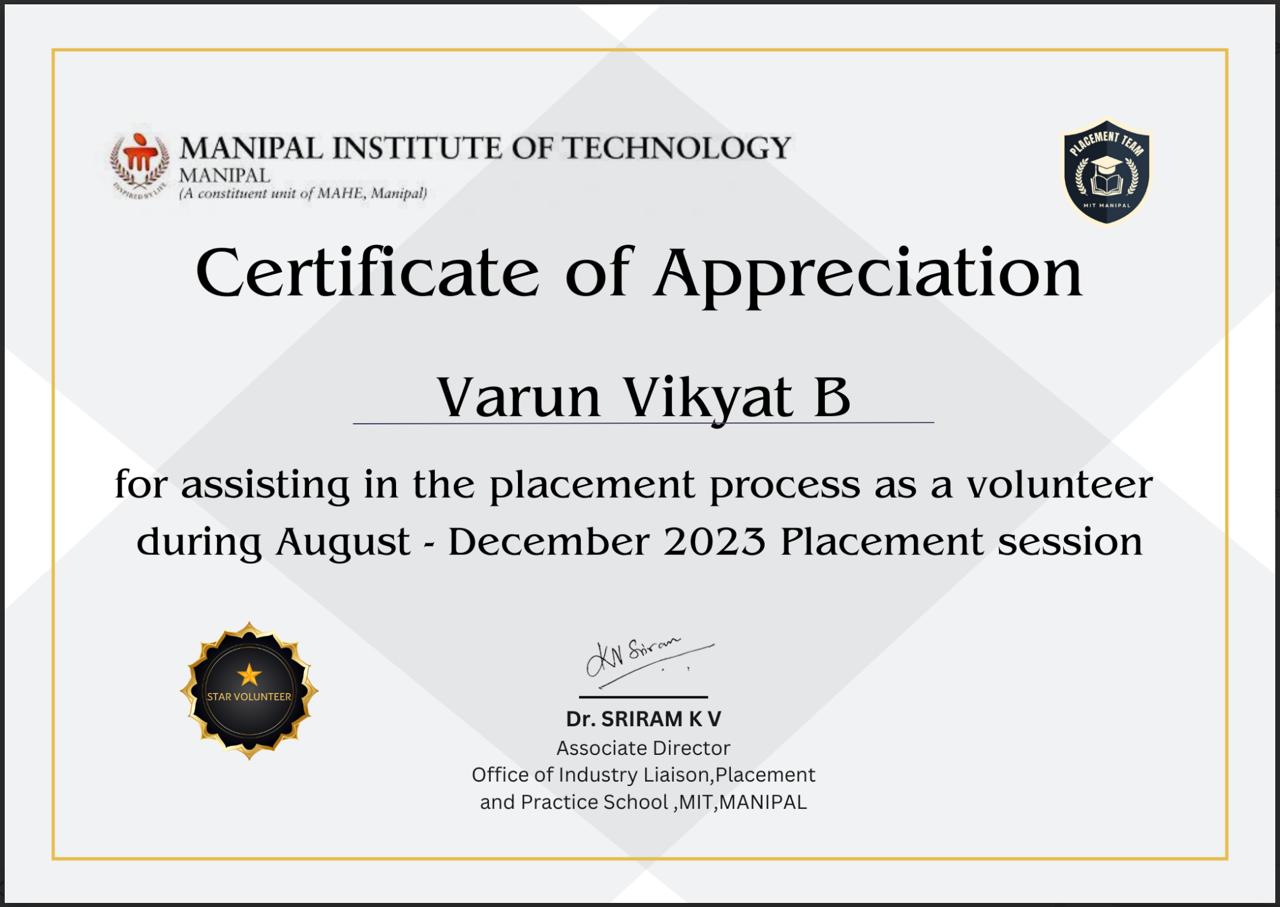 MANIPAL INSTITUTE OF TECHNOLOGY
MANIPAL
(A constituent unit of MAHE, Manipal)
INSPIRED BY LIFE
PLACEMENT TEAM
MIT MANIPAL
Certificate of Appreciation
Varun Vikyat B
for assisting in the placement process as a volunteer
during August - December 2023 Placement session
STAR VOLUNTEER
KN Sriram
Dr. SRIRAM K V
Associate Director
Office of Industry Liaison,Placement
and Practice School ,MIT,MANIPAL